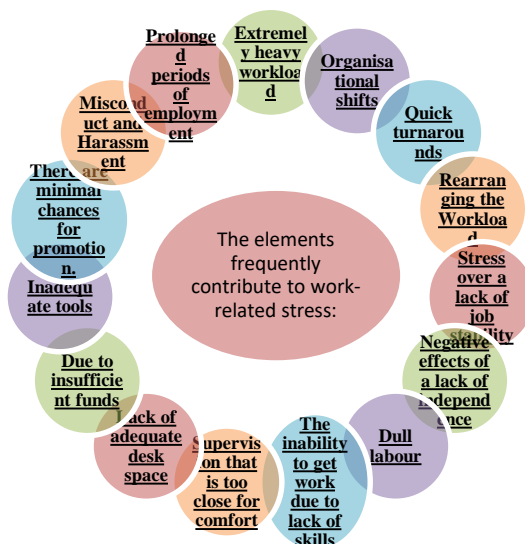 The elements
frequently
contribute to work-
related stress:
Extremel
y heavy
workloa
d
Organisa
tional
shifts
Quick
turnarou
nds
Rearran
ging the
Workloa
d
Stress
over a
lack of
job
stability
Negative
effects of
a lack of
independ
ence
Dull
labour
The
inability
to get
work
due to
lack of
skills
Supervis
ion that
is too
close for
comfort
Lack of
adequate
desk
space
Due to
insufficie
nt funds
Inadequ
ate tools
There are
minimal
chances
for
promotio
n.
Miscond
uct and
Harassm
ent
Prolonge
d
periods
of
employm
ent